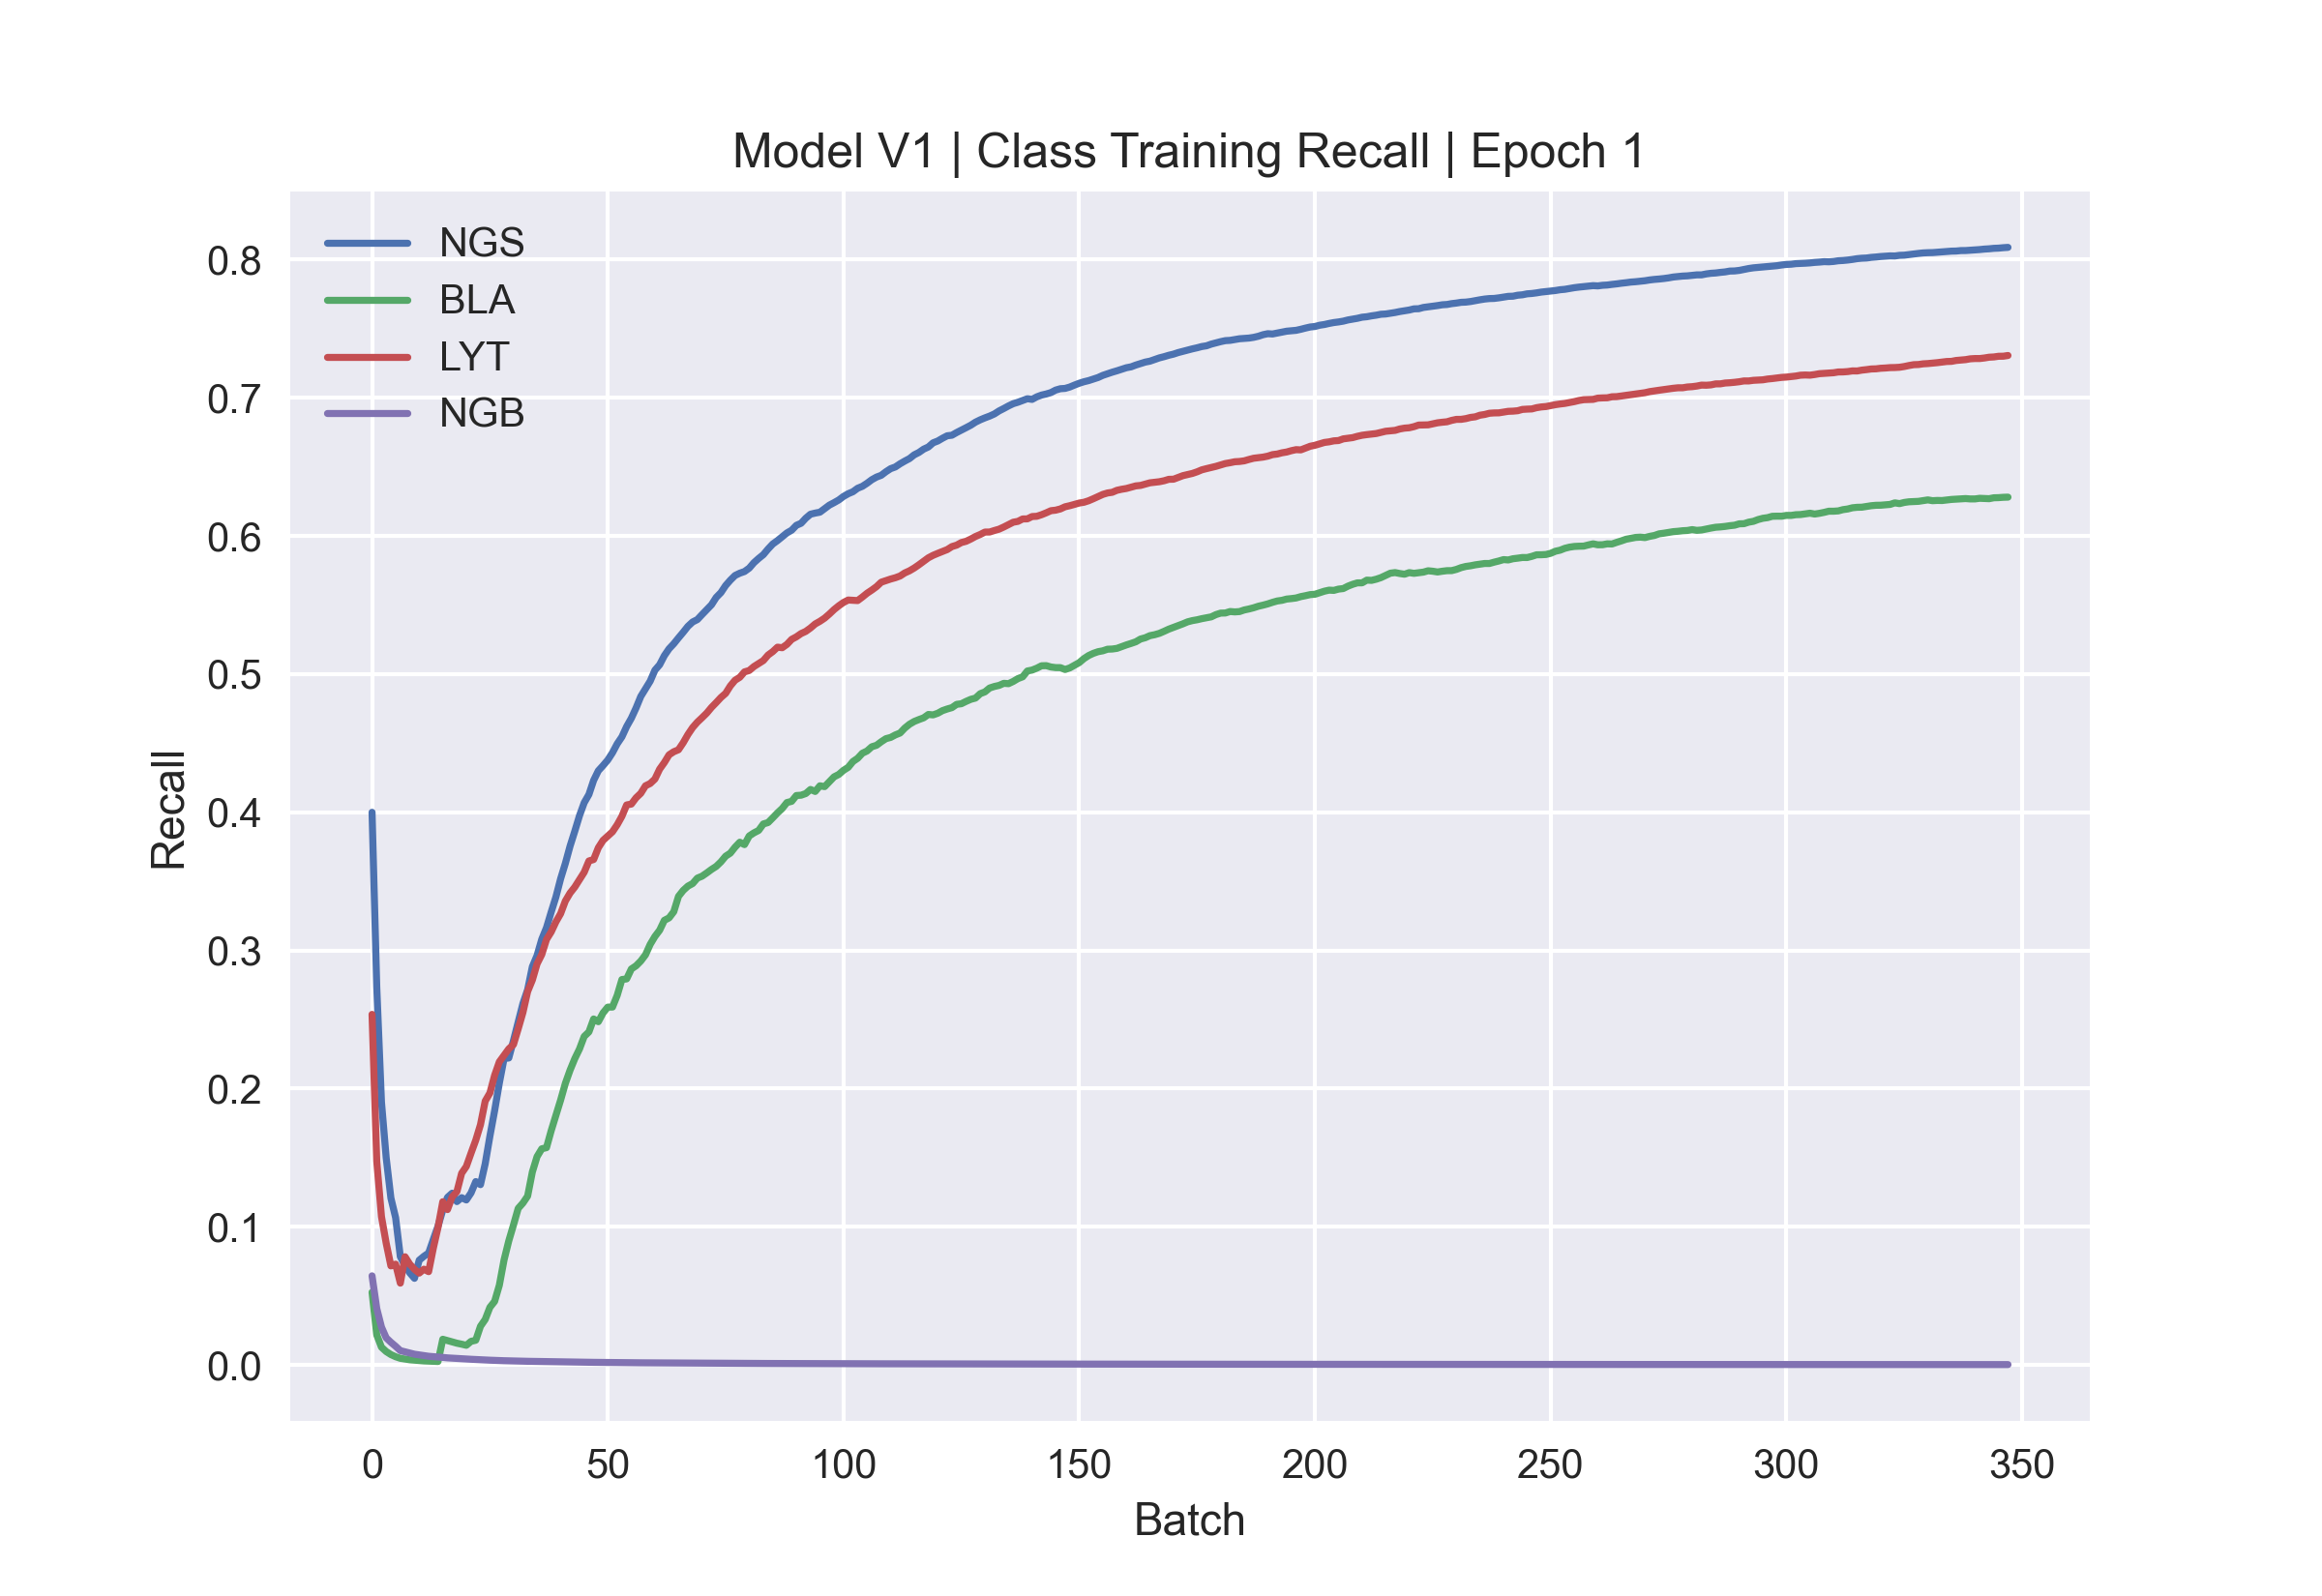 Model V1 | Class Training Recall | Epoch 1
NGS
BLA
LYT
NGB
0.8
0.7
0.6
0.5
0.4
0.3
0.2
0.1
0.0
Recall
0 50 100 150 200 250 300 350
Batch